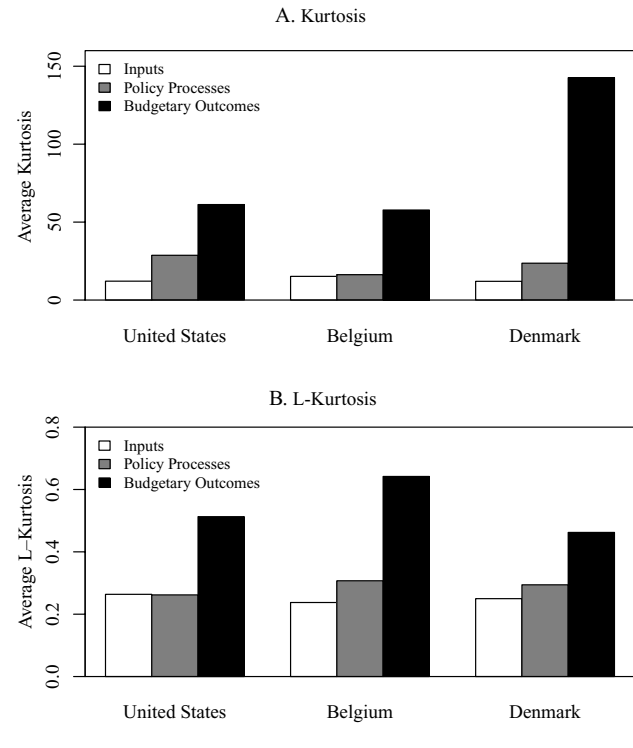 A. Kurtosis
150
100
50
0
Average Kurtosis
Inputs
Policy Processes
Budgetary Outcomes
United States Belgium Denmark
B. L-Kurtosis
0.8
0.6
0.4
0.2
0.0
Average L–Kurtosis
Inputs
Policy Processes
Budgetary Outcomes
United States Belgium Denmark